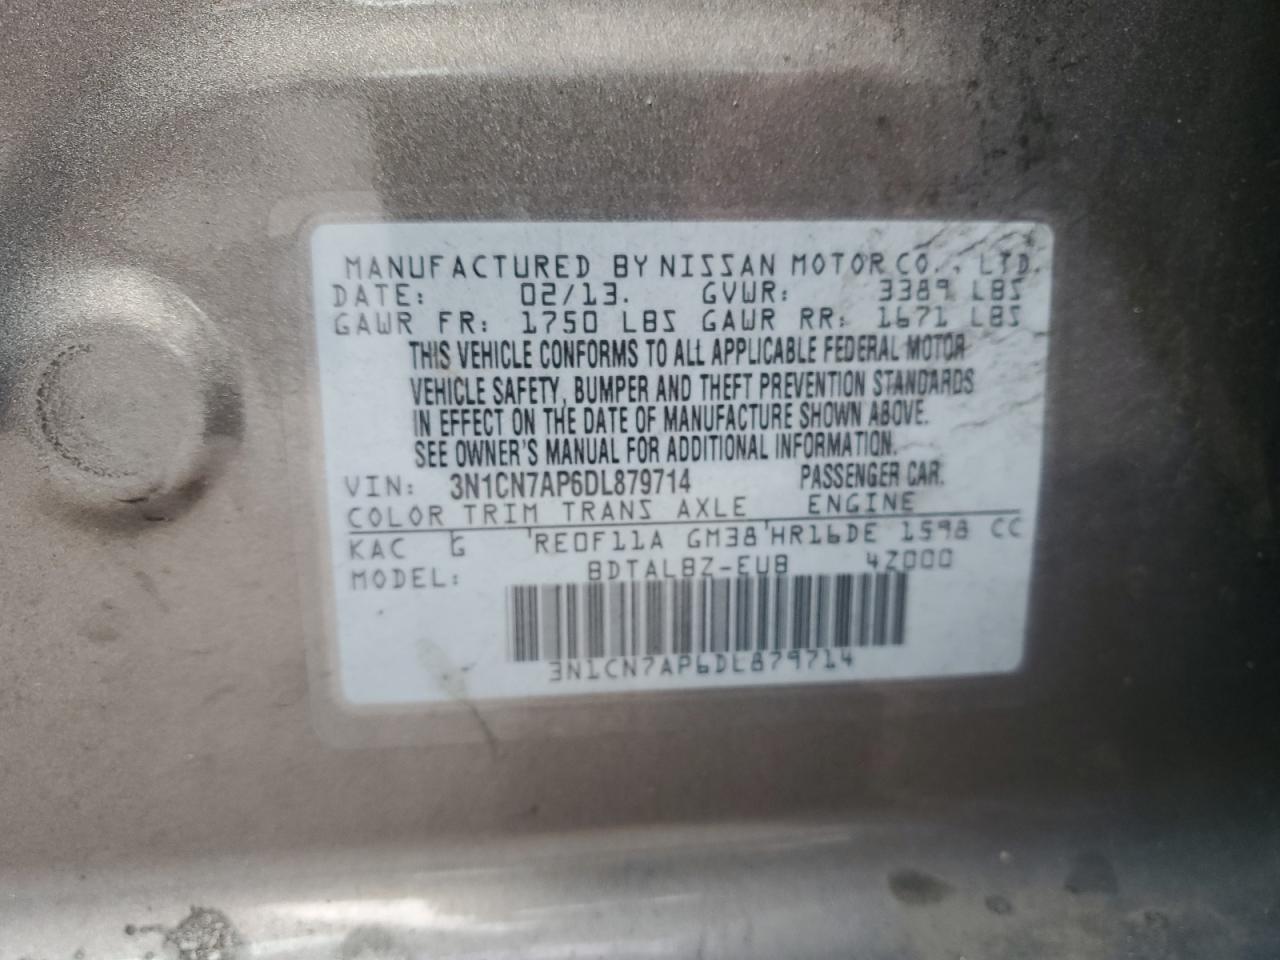 MANUFACTURED BY NISSAN MOTOR CO., LTD.
DATE: 02/13. GVWR: 3389 LBS
GAWR FR: 1750 LBS GAWR RR: 1671 LBS
THIS VEHICLE CONFORMS TO ALL APPLICABLE FEDERAL MOTOR
VEHICLE SAFETY, BUMPER AND THEFT PREVENTION STANDARDS
IN EFFECT ON THE DATE OF MANUFACTURE SHOWN ABOVE.
SEE OWNER'S MANUAL FOR ADDITIONAL INFORMATION.
VIN: 3N1CN7AP6DL879714 PASSENGER CAR.
COLOR TRIM TRANS AXLE ENGINE
KAC G 'RE0F11A GM38'HR16DE 1598 CC
MODEL: BDTALBZ-EUB 4Z000
3N1CN7AP6DL879714